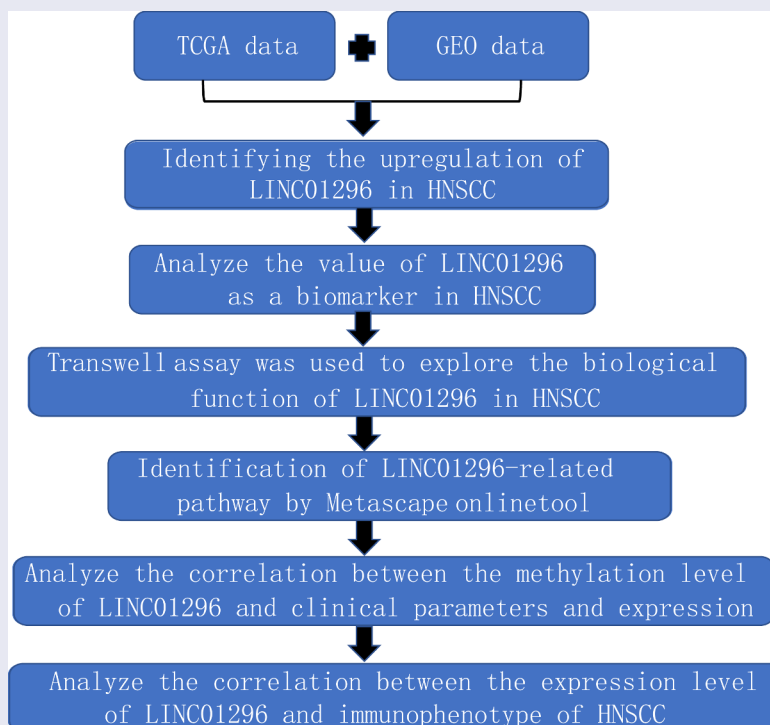 TCGA data
GEO data
Identifying the upregulation of
LINC01296 in HNSCC
Analyze the value of LINC01296
as a biomarker in HNSCC
Transwell assay was used to explore the biological
function of LINC01296 in HNSCC
Identification of LINC01296-related
pathway by Metascape onlinetool
Analyze the correlation between the methylation level
of LINC01296 and clinical parameters and expression
Analyze the correlation between the expression level
of LINC01296 and immunophenotype of HNSCC